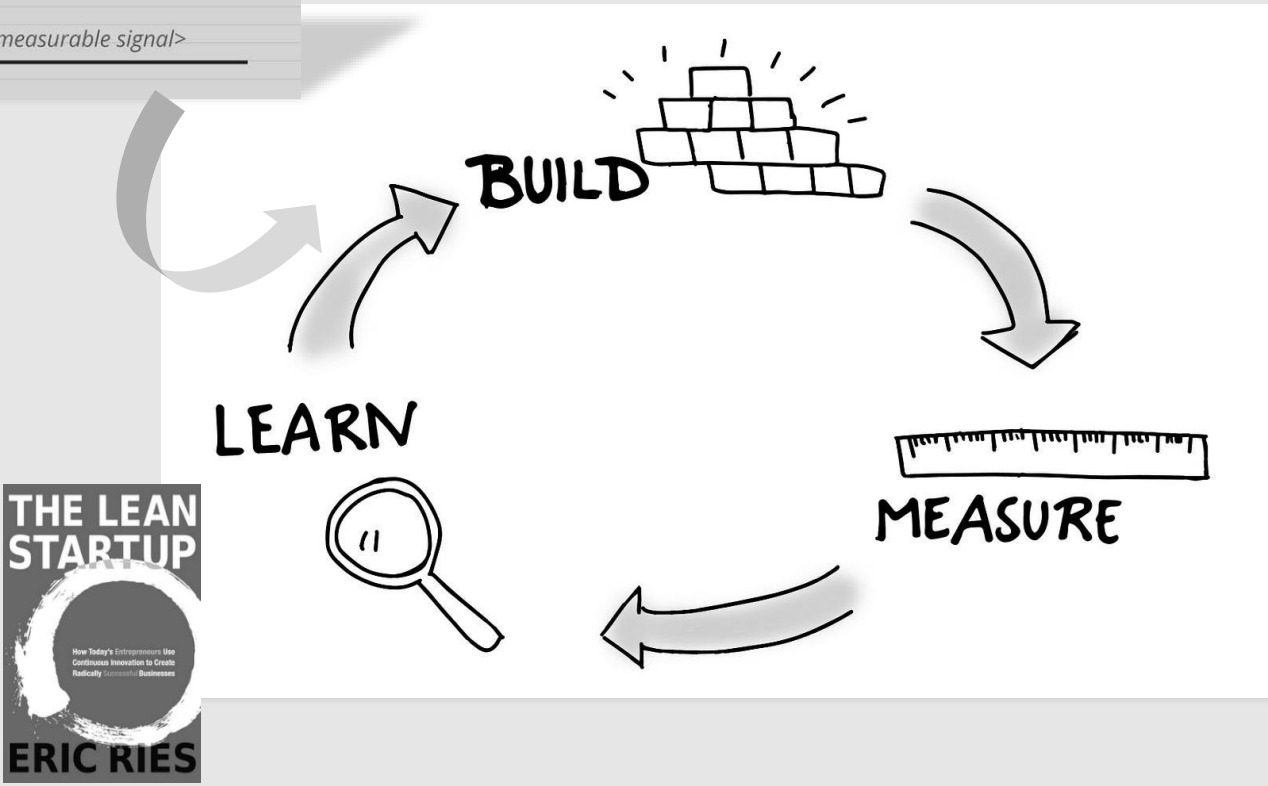 measurable signal>
BUILD
LEARN
MEASURE
THE LEAN
STARTUP
How Today's Entrepreneurs Use
Continuous Innovation to Create
Radically Successful Businesses
ERIC RIES